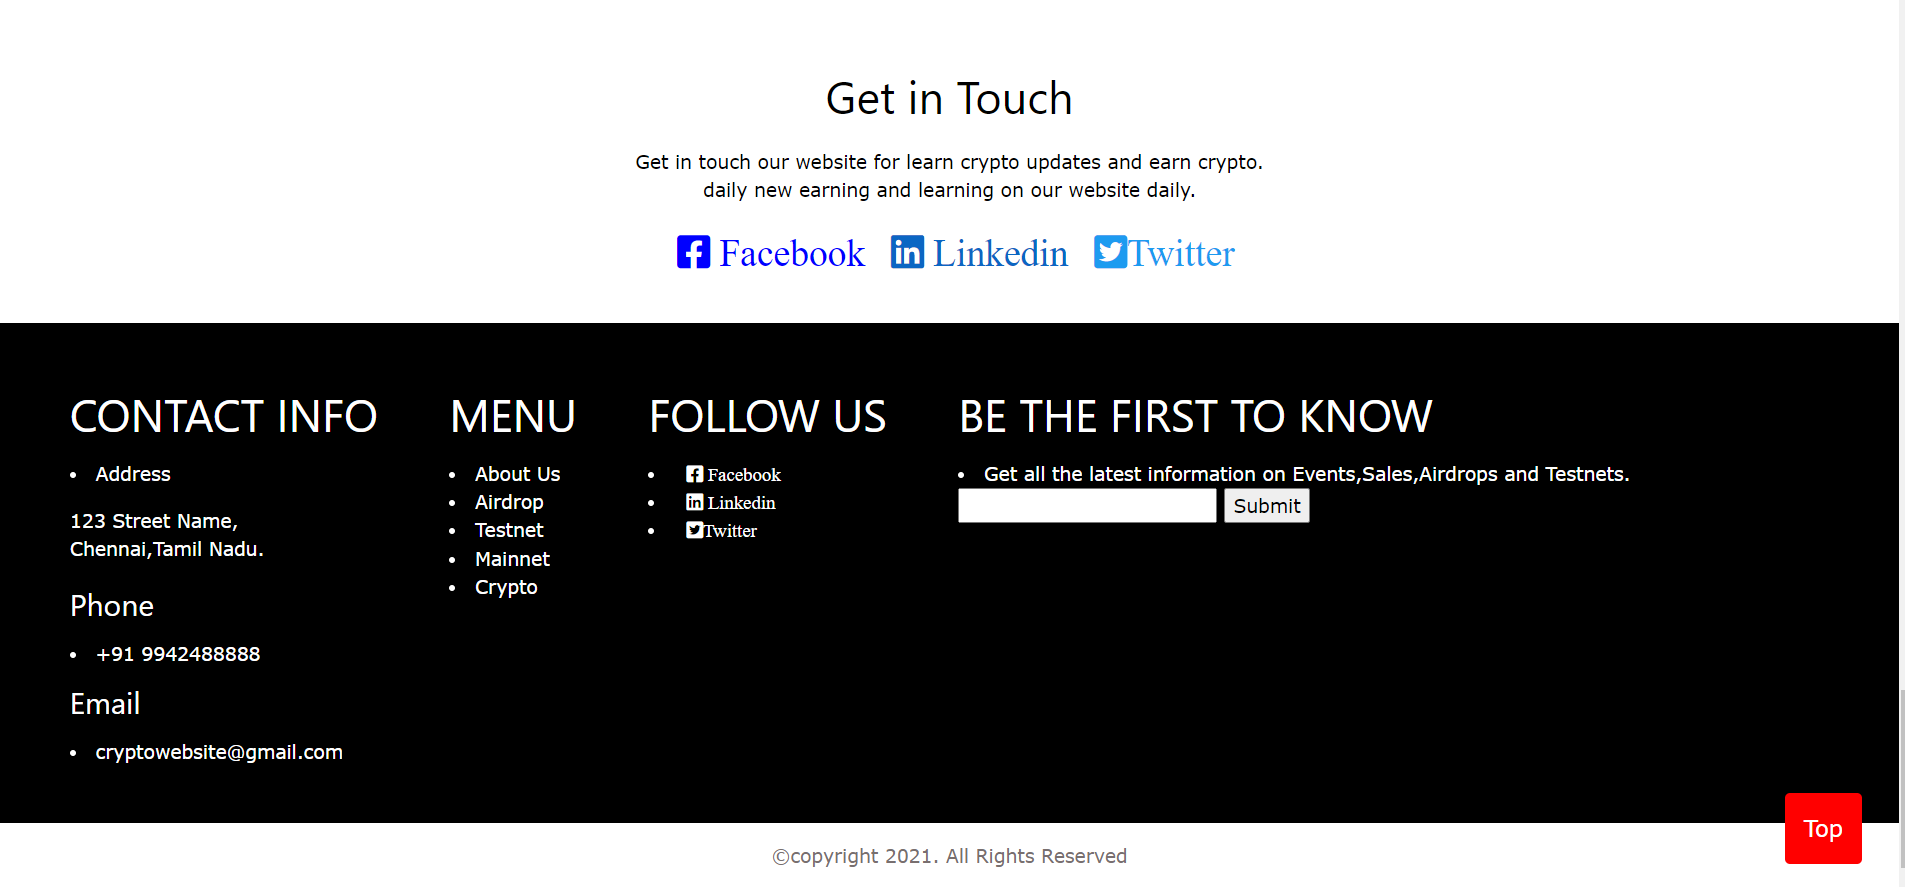 Get in Touch
Get in touch our website for learn crypto updates and earn crypto.
daily new earning and learning on our website daily.
Facebook Linkedin Twitter
CONTACT INFO
Address
123 Street Name,
Chennai,Tamil Nadu.
Phone
+91 9942488888
Email
cryptowebsite@gmail.com
MENU
About Us
Airdrop
Testnet
Mainnet
Crypto
FOLLOW US
Facebook
Linkedin
Twitter
BE THE FIRST TO KNOW
Get all the latest information on Events,Sales,Airdrops and Testnets.
Submit
Top
©copyright 2021. All Rights Reserved